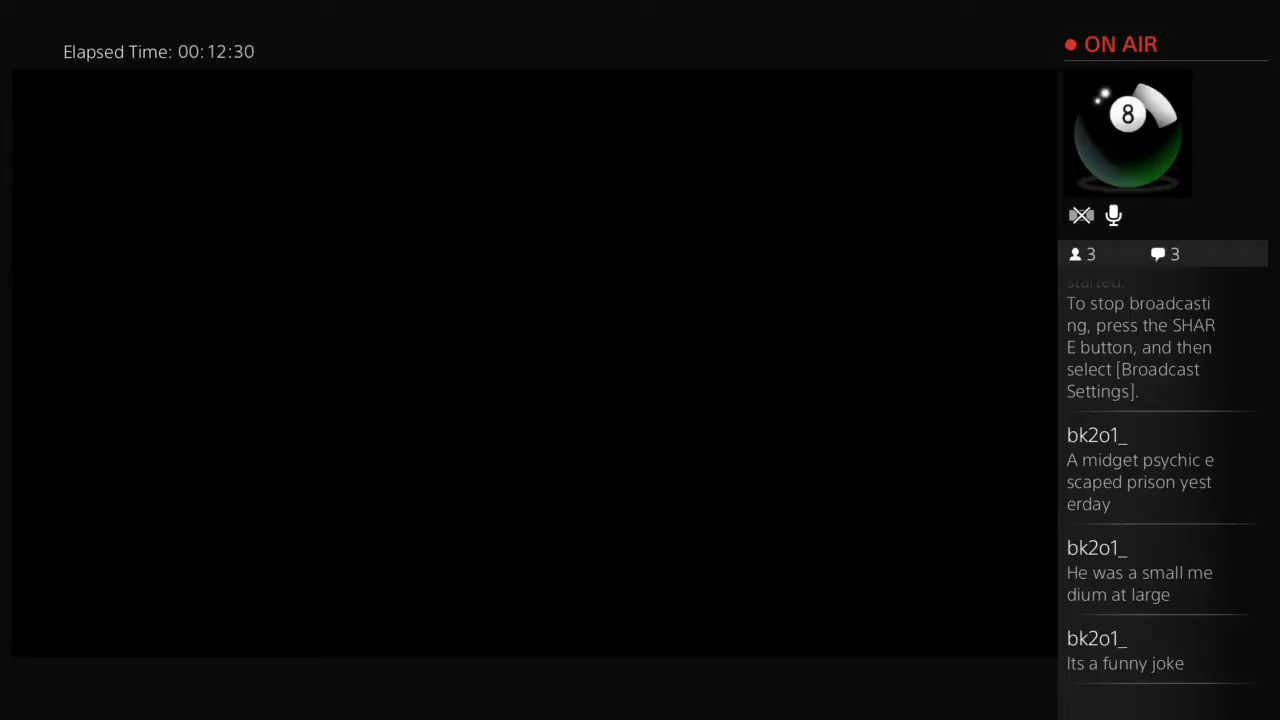 Elapsed Time: 00:12:30
ON AIR
8
3 3
started.
To stop broadcasti
ng, press the SHAR
E button, and then
select [Broadcast
Settings].
bk2o1_
A midget psychic e
scaped prison yest
erday
bk2o1_
He was a small me
dium at large
bk2o1_
Its a funny joke